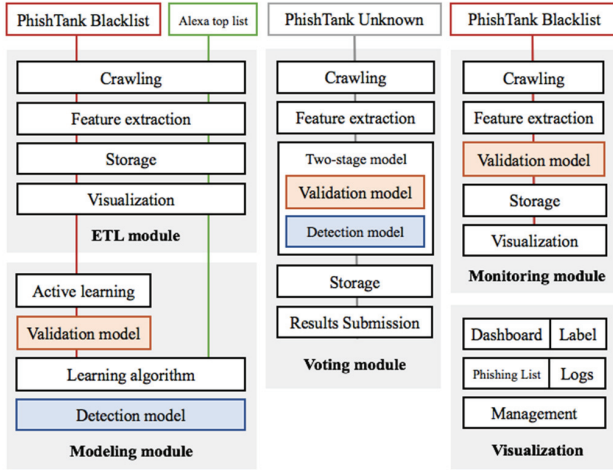 PhishTank Blacklist
Alexa top list
Crawling
Feature extraction
Storage
Visualization
ETL module
Active learning
Validation model
Learning algorithm
Detection model
Modeling module
PhishTank Unknown
Crawling
Feature extraction
Two-stage model
Validation model
Detection model
Storage
Results Submission
Voting module
PhishTank Blacklist
Crawling
Feature extraction
Validation model
Storage
Visualization
Monitoring module
Dashboard Label
Phishing List Logs
Management
Visualization